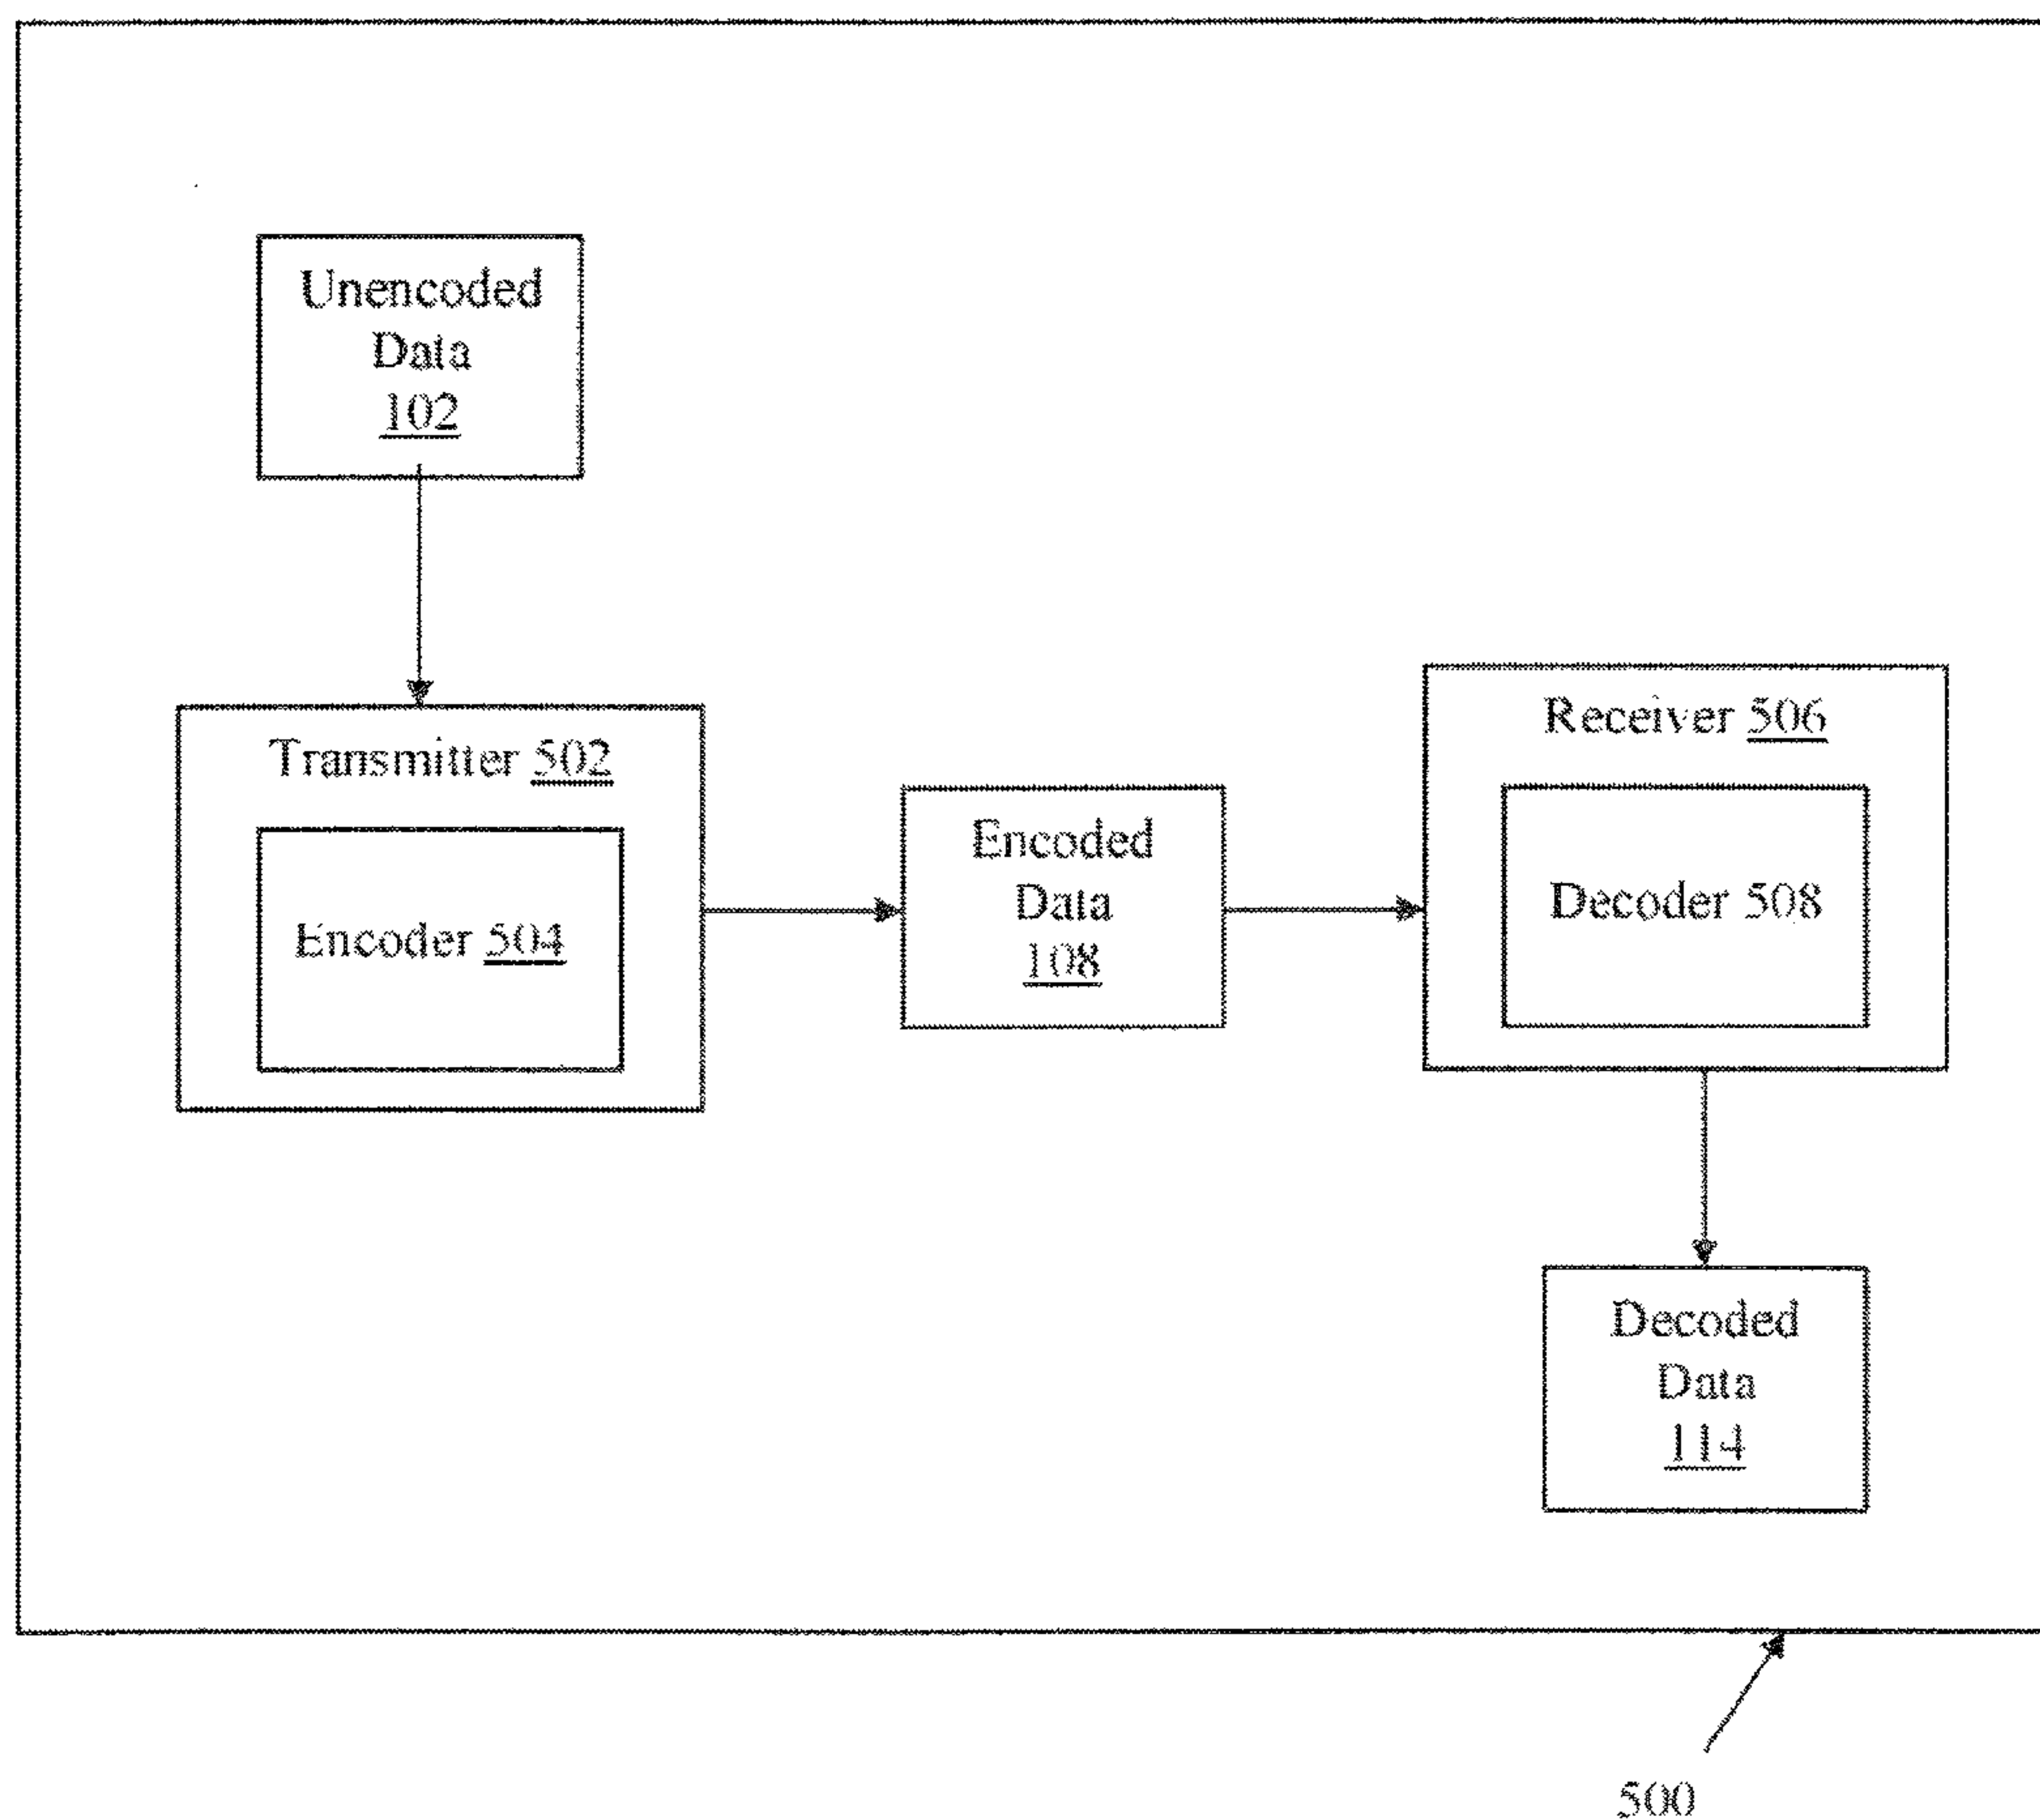 Unencoded
Data
102
Transmitter 502
Encoder 504
Encoded
Data
108
Receiver 506
Decoder 508
Decoded
Data
114
500